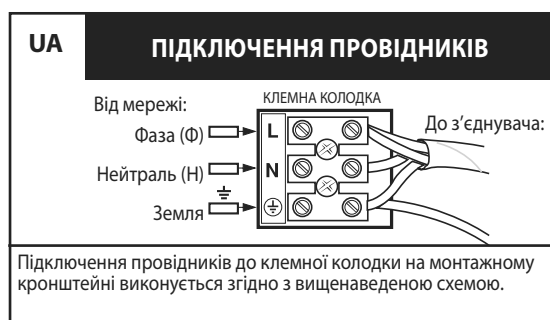 UA
ПІДКЛЮЧЕННЯ ПРОВІДНИКІВ
Від мережі:
КЛЕМНА КОЛОДКА
Фаза (Ф)
L
До з’єднувача:
Нейтраль (Н)
N
Земля
Підключення провідників до клемної колодки на монтажному
кронштейні виконується згідно з вищенаведеною схемою.